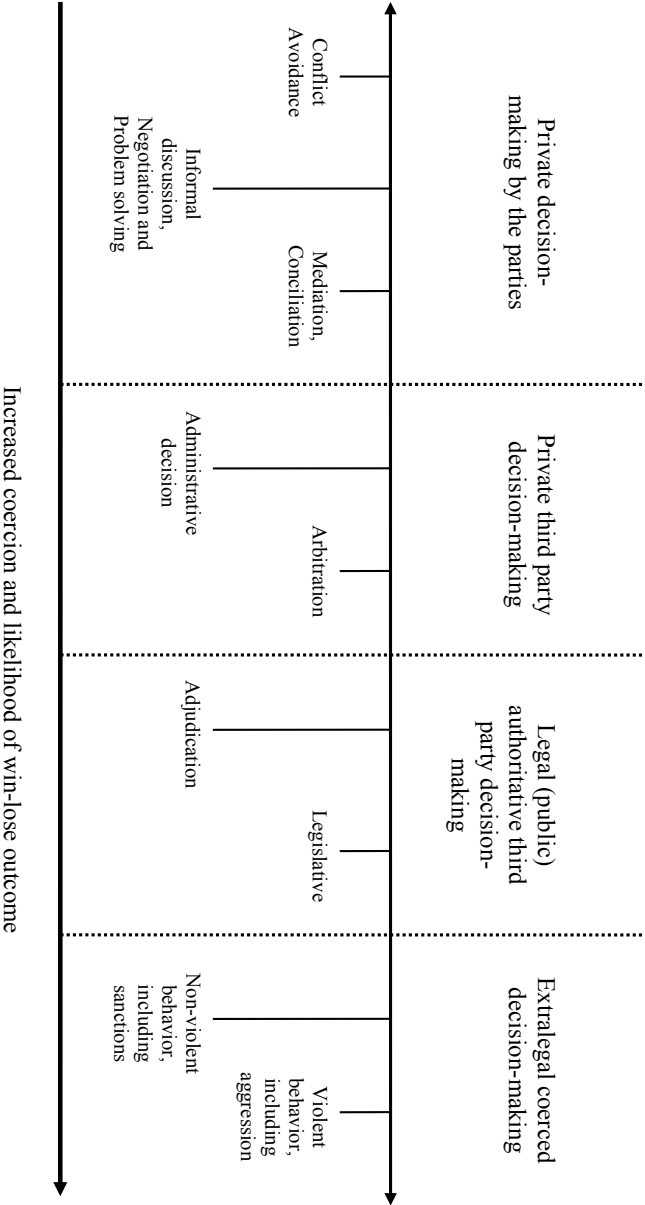 Private decision-
making by the parties
Private third party
decision-making
Legal (public)
authoritative third
party decision-
making
Extralegal coerced
decision-making
Conflict
Avoidance
Informal
discussion,
Negotiation and
Problem solving
Mediation,
Conciliation
Administrative
decision
Arbitration
Adjudication
Legislative
Non-violent
behavior,
including
sanctions
Violent
behavior,
including
aggression
Increased coercion and likelihood of win-lose outcome